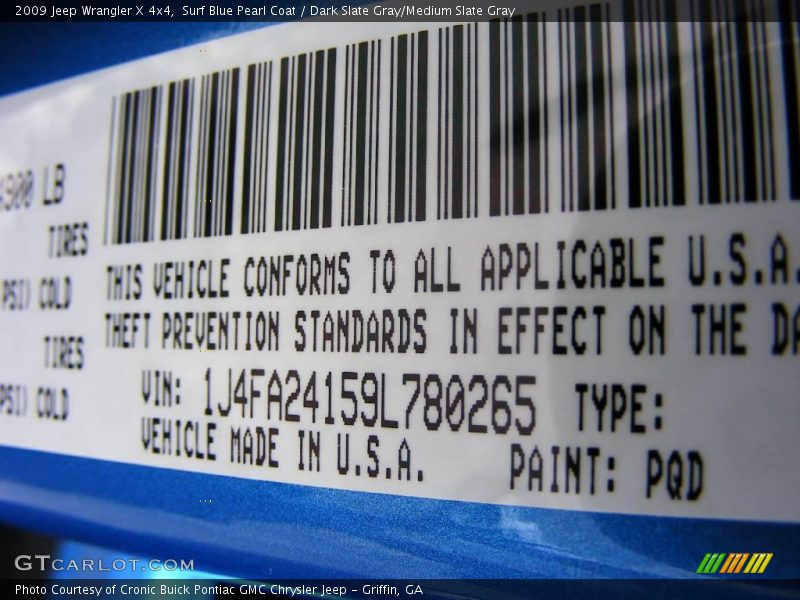 2009 Jeep Wrangler X 4x4, Surf Blue Pearl Coat / Dark Slate Gray/Medium Slate Gray
LB
TIRES
PSI) COLD
TIRES
PSI) COLD
THIS VEHICLE CONFORMS TO ALL APPLICABLE U.S.A.
THEFT PREVENTION STANDARDS IN EFFECT ON THE DA
VIN: 1J4FA24159L780265 TYPE:
VEHICLE MADE IN U.S.A. PAINT: PQD
GTCARLOT.COM
Photo Courtesy of Cronic Buick Pontiac GMC Chrysler Jeep - Griffin, GA